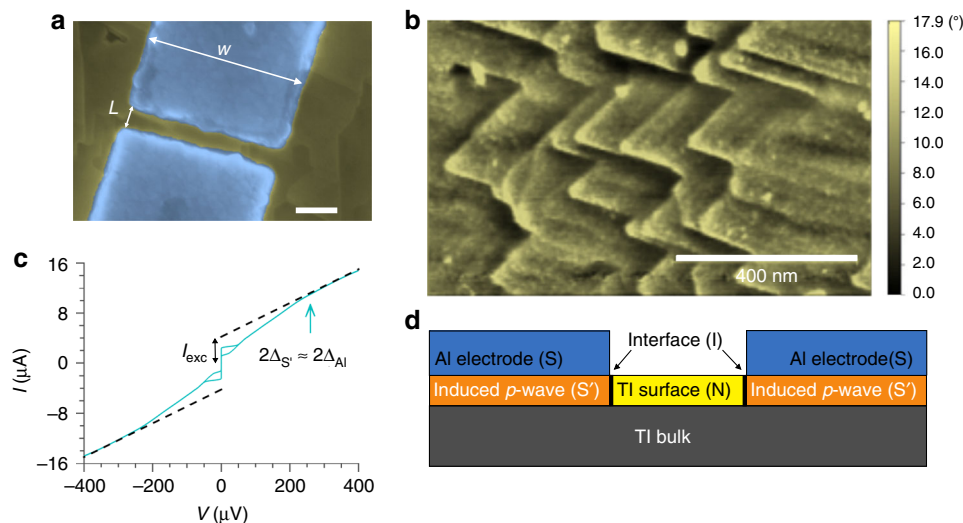 a
w
L
b
400 nm
17.9 (°)
16.0
14.0
12.0
10.0
8.0
6.0
4.0
2.0
0.0
c
16
8
0
−8
−16
I (μA)
I_exc
2Δ_S′ ≈ 2Δ_Al
−400
−200
0
200
400
V (μV)
d
Interface (I)
Al electrode (S)
Al electrode(S)
Induced p-wave (S′)
TI surface (N)
Induced p-wave (S′)
TI bulk